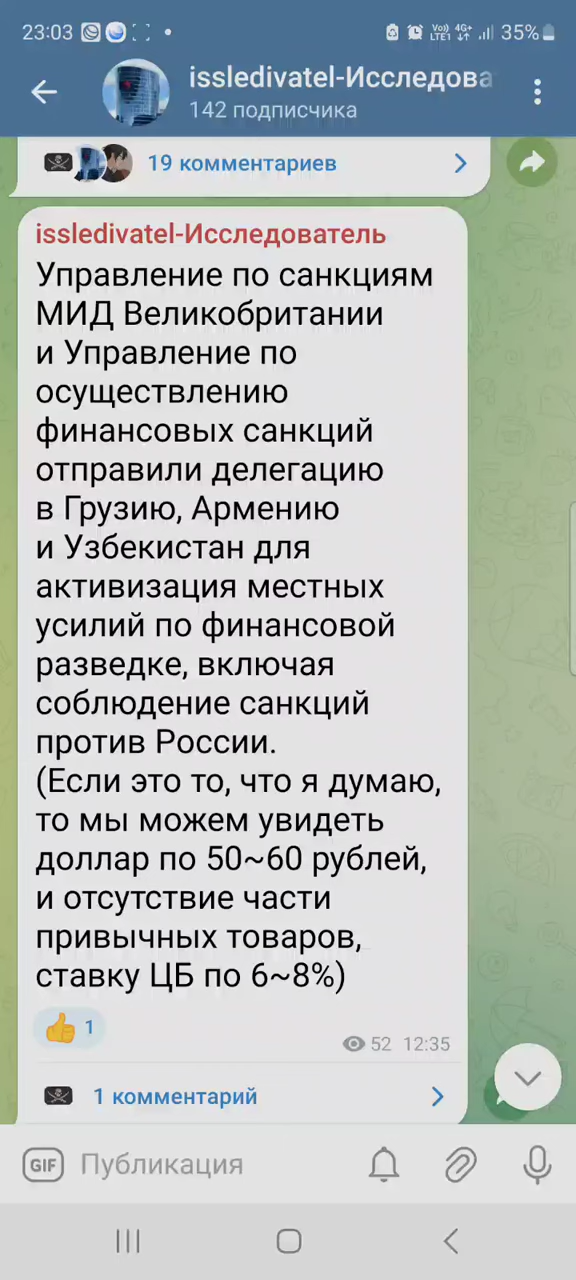 23:03
Vo)) 4G+
LTE1
35%
issledivatel-Исследова
142 подписчика
19 комментариев
issledivatel-Исследователь
Управление по санкциям
МИД Великобритании
и Управление по
осуществлению
финансовых санкций
отправили делегацию
в Грузию, Армению
и Узбекистан для
активизация местных
усилий по финансовой
разведке, включая
соблюдение санкций
против России.
(Если это то, что я думаю,
то мы можем увидеть
доллар по 50~60 рублей,
и отсутствие части
привычных товаров,
ставку ЦБ по 6~8%)
1
52 12:35
1 комментарий
GIF Публикация